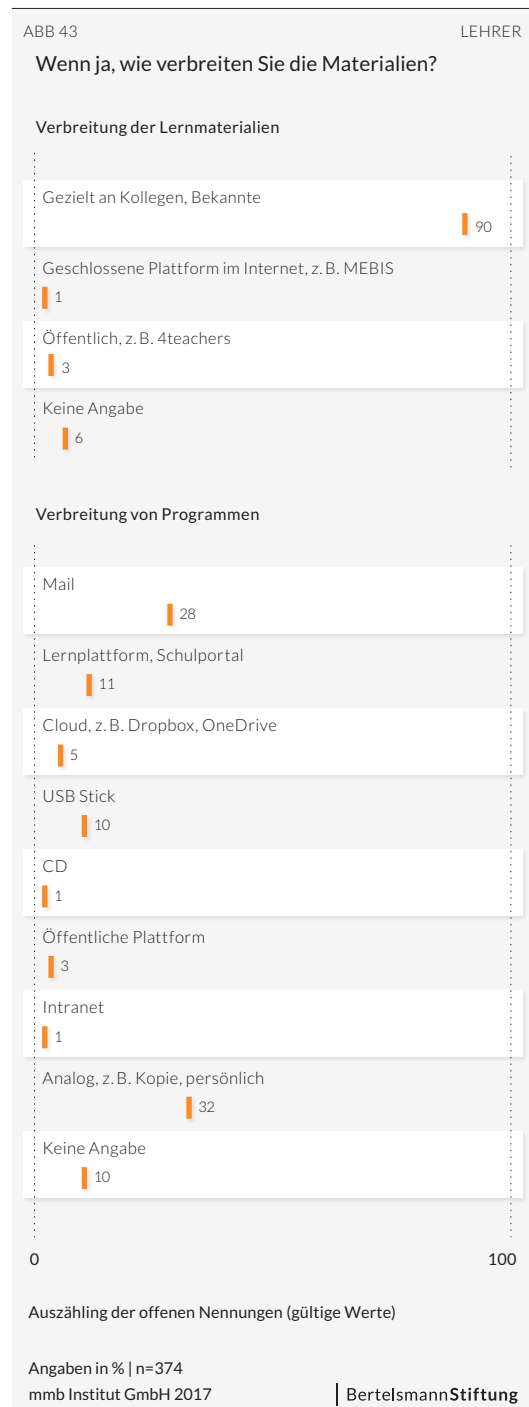 ABB 43 LEHRER
Wenn ja, wie verbreiten Sie die Materialien?
Verbreitung der Lernmaterialien
Gezielt an Kollegen, Bekannte
90
Geschlossene Plattform im Internet, z. B. MEBIS
1
Öffentlich, z. B. 4teachers
3
Keine Angabe
6
Verbreitung von Programmen
Mail
28
Lernplattform, Schulportal
11
Cloud, z. B. Dropbox, OneDrive
5
USB Stick
10
CD
1
Öffentliche Plattform
3
Intranet
1
Analog, z. B. Kopie, persönlich
32
Keine Angabe
10
0 100
Auszähling der offenen Nennungen (gültige Werte)
Angaben in % | n=374
mmb Institut GmbH 2017 | BertelsmannStiftung